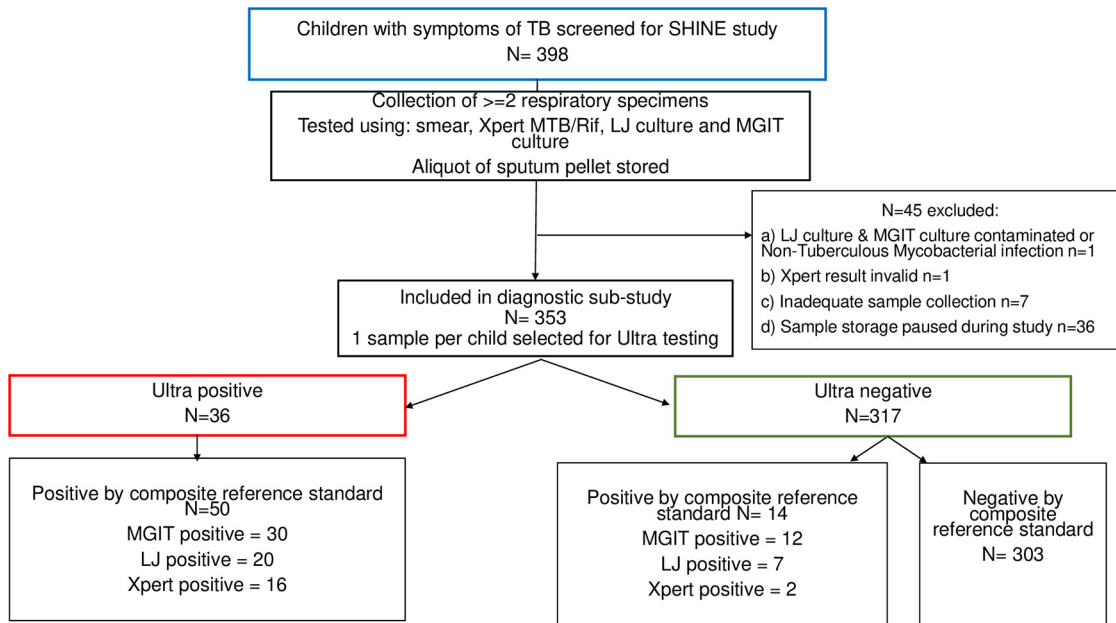 Children with symptoms of TB screened for SHINE study
N= 398
Collection of >=2 respiratory specimens
Tested using: smear, Xpert MTB/Rif, LJ culture and MGIT
culture
Aliquot of sputum pellet stored
N=45 excluded:
a) LJ culture & MGIT culture contaminated or
Non-Tuberculous Mycobacterial infection n=1
b) Xpert result invalid n=1
c) Inadequate sample collection n=7
d) Sample storage paused during study n=36
Included in diagnostic sub-study
N= 353
1 sample per child selected for Ultra testing
Ultra positive
N=36
Ultra negative
N=317
Positive by composite reference standard
N=50
MGIT positive = 30
LJ positive = 20
Xpert positive = 16
Positive by composite reference
standard N= 14
MGIT positive = 12
LJ positive = 7
Xpert positive = 2
Negative by
composite
reference standard
N= 303